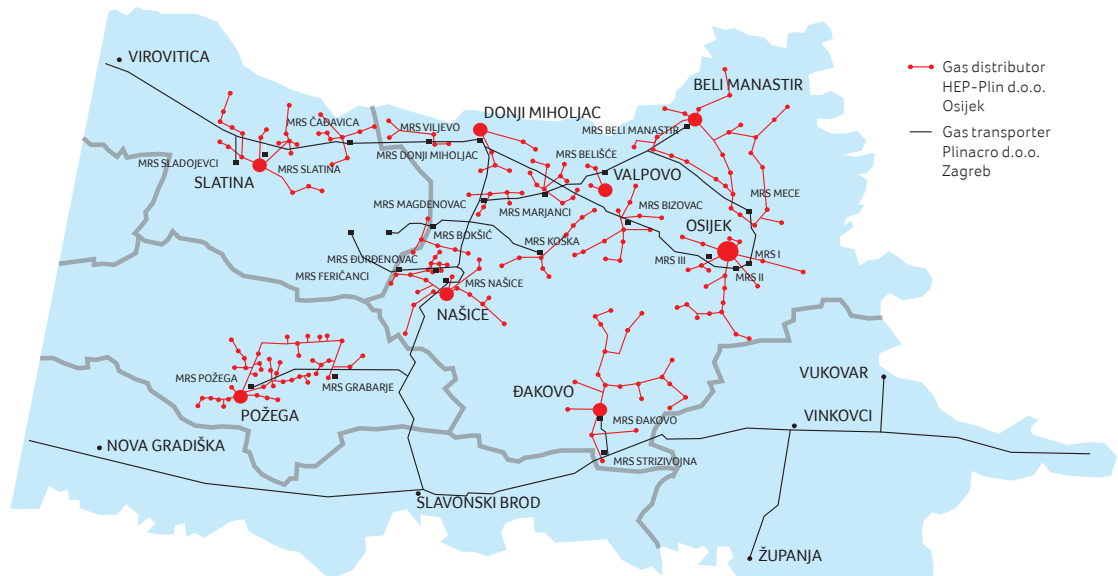 VIROVITICA
BELI MANASTIR
Gas distributor
HEP-Plin d.o.o.
Osijek
Gas transporter
Plinacro d.o.o.
Zagreb
DONJI MIHOLJAC
MRS ČAĐAVICA
MRS VILJEVO
MRS BELI MANASTIR
MRS DONJI MIHOLJAC
MRS BELIŠĆE
MRS SLADOJEVCI
MRS SLATINA
SLATINA
VALPOVO
MRS MECE
MRS MAGDENOVAC
MRS MARJANCI
MRS BIZOVAC
OSIJEK
MRS BOKŠIĆ
MRS KOSKA
MRS I
MRS ĐURĐENOVAC
MRS III
MRS FERIČANCI
MRS II
MRS NAŠICE
NAŠICE
MRS POŽEGA
MRS GRABARJE
VUKOVAR
ĐAKOVO
POŽEGA
VINKOVCI
MRS ĐAKOVO
NOVA GRADIŠKA
MRS STRIZIVOJNA
SLAVONSKI BROD
ŽUPANJA